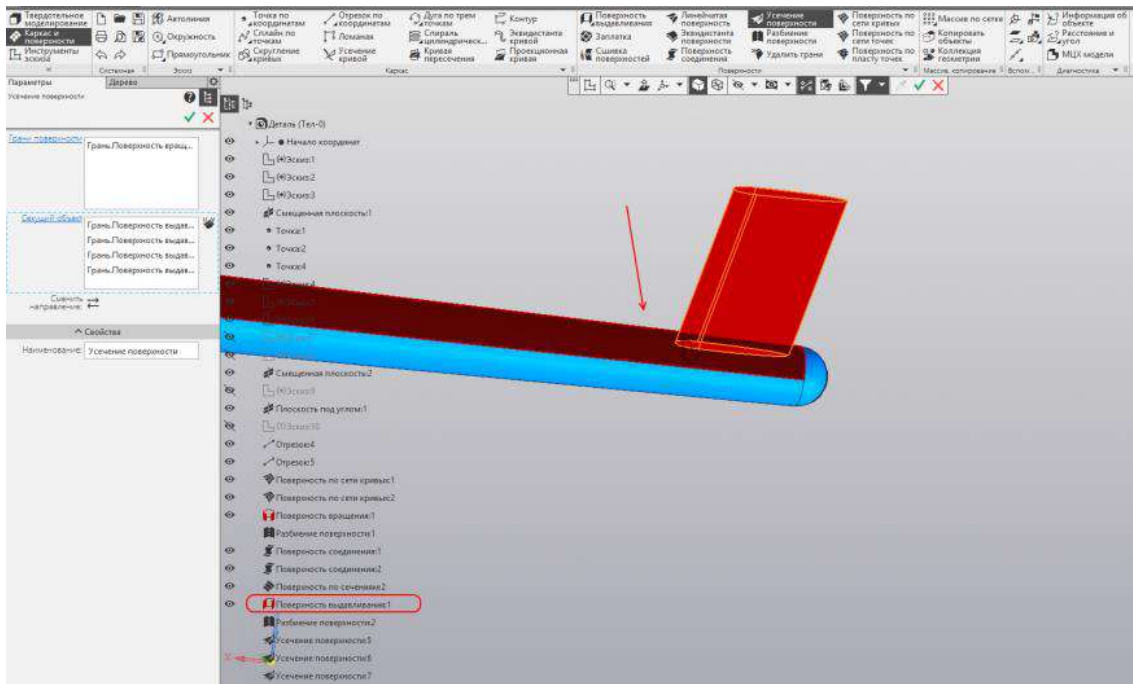 Твердотельное моделирование
Каркас и поверхности
Инструменты эскиза
Системная
Автолиния
Окружность
Прямоугольник
Эскиз
Точка по координатам
Сплайн по точкам
Скругление кривых
Отрезок по координатам
Ломаная
Усечение кривой
Дуга по трем точкам
Спираль цилиндрическ...
Кривая пересечения
Контур
Эквидистанта кривой
Проекционная кривая
Каркас
Поверхность выдавливания
Заплатка
Сшивка поверхностей
Линейчатая поверхность
Эквидистанта поверхности
Поверхность соединения
Усечение поверхности
Разбиение поверхности
Удалить грани
Поверхность по сети кривых
Поверхность по сети точек
Поверхность по пласту точек
Поверхности
Массив по сетке
Копировать объекты
Коллекция геометрии
Массив, копирование
Вспом...
Информация об объекте
Расстояние и угол
МЦХ модели
Диагностика
Параметры
Дерево
Усечение поверхности
Грани поверхности
Грань.Поверхность вращ...
Секущий объект
Грань.Поверхность выдав...
Грань.Поверхность выдав...
Грань.Поверхность выдав...
Грань.Поверхность выдав...
Сменить направление:
Свойства
Наименование:
Усечение поверхности
Деталь (Тел-0)
Начало координат
(+)Эскиз:1
(+)Эскиз:2
(+)Эскиз:3
Смещенная плоскость:1
Точка:1
Точка:2
Точка:4
Смещенная плоскость:2
(+)Эскиз:9
Плоскость под углом:1
Отрезок:4
Отрезок:5
Поверхность по сети кривых:1
Поверхность по сети кривых:2
Поверхность вращения:1
Разбиение поверхности:1
Поверхность соединения:1
Поверхность соединения:2
Поверхность по сечениям:2
Поверхность выдавливания:1
Разбиение поверхности:2
Усечение поверхности:5
Усечение поверхности:6
Усечение поверхности:7